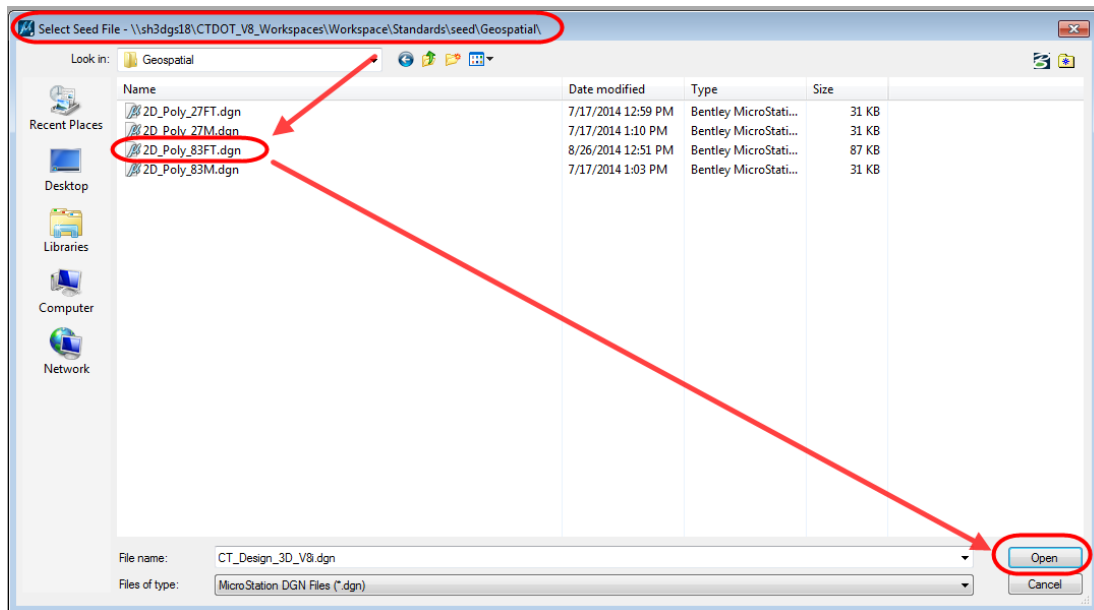 Select Seed File - \\sh3dgs18\CTDOT_V8_Workspaces\Workspace\Standards\seed\Geospatial\
Look in: Geospatial
Name Date modified Type Size
2D_Poly_27FT.dgn 7/17/2014 12:59 PM Bentley MicroStati... 31 KB
2D_Poly_27M.dgn 7/17/2014 1:10 PM Bentley MicroStati... 31 KB
2D_Poly_83FT.dgn 8/26/2014 12:51 PM Bentley MicroStati... 87 KB
2D_Poly_83M.dgn 7/17/2014 1:03 PM Bentley MicroStati... 31 KB
Recent Places
Desktop
Libraries
Computer
Network
File name: CT_Design_3D_V8i.dgn Open
Files of type: MicroStation DGN Files (*.dgn) Cancel